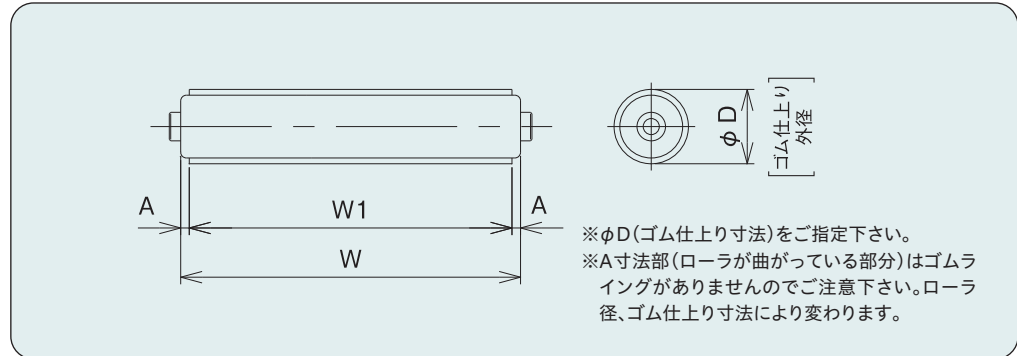 A
W1
A
W
φD
ゴム仕上り
外径
※φD(ゴム仕上り寸法)をご指定下さい。
※A寸法部(ローラが曲がっている部分)はゴムラ
イングがありませんのでご注意下さい。ローラ
径、ゴム仕上り寸法により変わります。